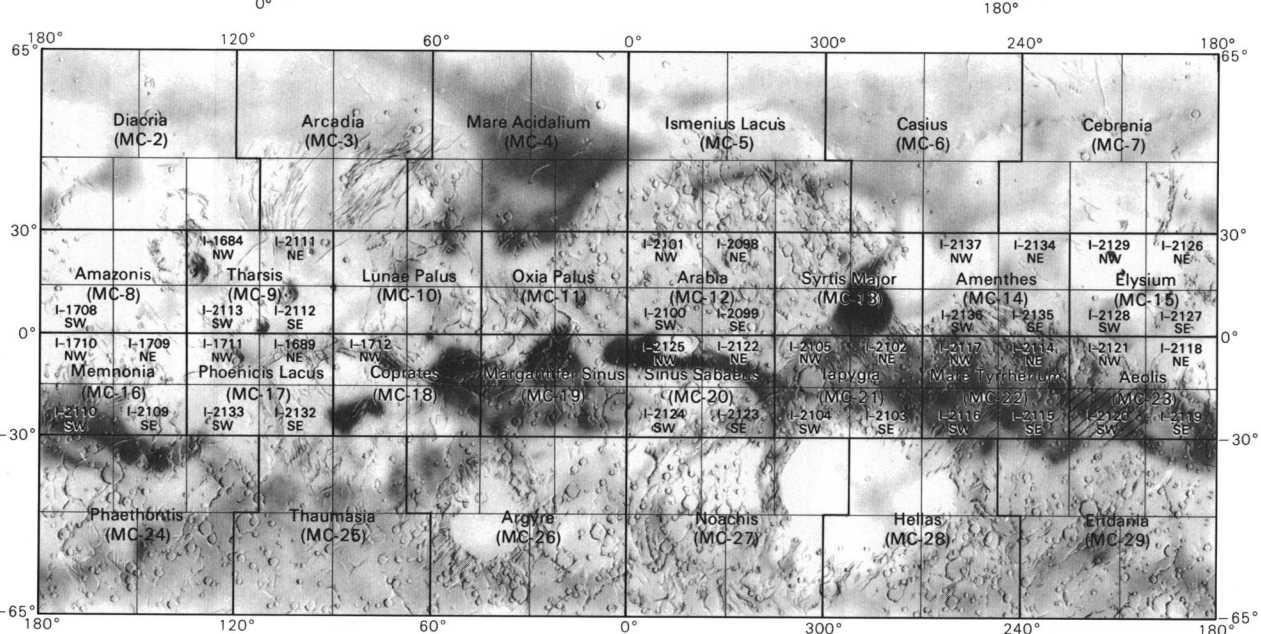 0° 180°
180° 120° 60° 0° 300° 240° 180°
65° 65°
Diacria Arcadia Mare Acidalium Ismenius Lacus Casius Cebrenia
(MC-2) (MC-3) (MC-4) (MC-5) (MC-6) (MC-7)
30° 30°
I-1684 I-2111 I-2101 I-2098 I-2137 I-2134 I-2129 I-2126
NW NE NW NE NW NE NW NE
Amazonis Tharsis Lunae Palus Oxia Palus Arabia Syrtis Major Amenthes Elysium
(MC-8) (MC-9) (MC-10) (MC-11) (MC-12) (MC-13) (MC-14) (MC-15)
I-1708 I-2113 I-2112 I-2100 I-2099 I-2136 I-2135 I-2128 I-2127
SW SW SE SW SE SW SE SW SE
0° 0°
I-1710 I-1709 I-1711 I-1689 I-1712 I-2125 I-2122 I-2105 I-2102 I-2117 I-2114 I-2121 I-2118
NW NE NW NE NW NW NE NW NE NW NE NW NE
Memnonia Phoenicis Lacus Coprates Margaritifer Sinus Sinus Sabaeus Iapygia Mare Tyrrhenum Aeolis
(MC-16) (MC-17) (MC-18) (MC-19) (MC-20) (MC-21) (MC-22) (MC-23)
I-2110 I-2109 I-2133 I-2132 I-2124 I-2123 I-2104 I-2103 I-2116 I-2115 I-2120 I-2119
SW SE SW SE SW SE SW SE SW SE SW SE
-30° -30°
Phaethontis Thaumasia Argyre Noachis Hellas Eridania
(MC-24) (MC-25) (MC-26) (MC-27) (MC-28) (MC-29)
-65° -65°
180° 120° 60° 0° 300° 240° 180°